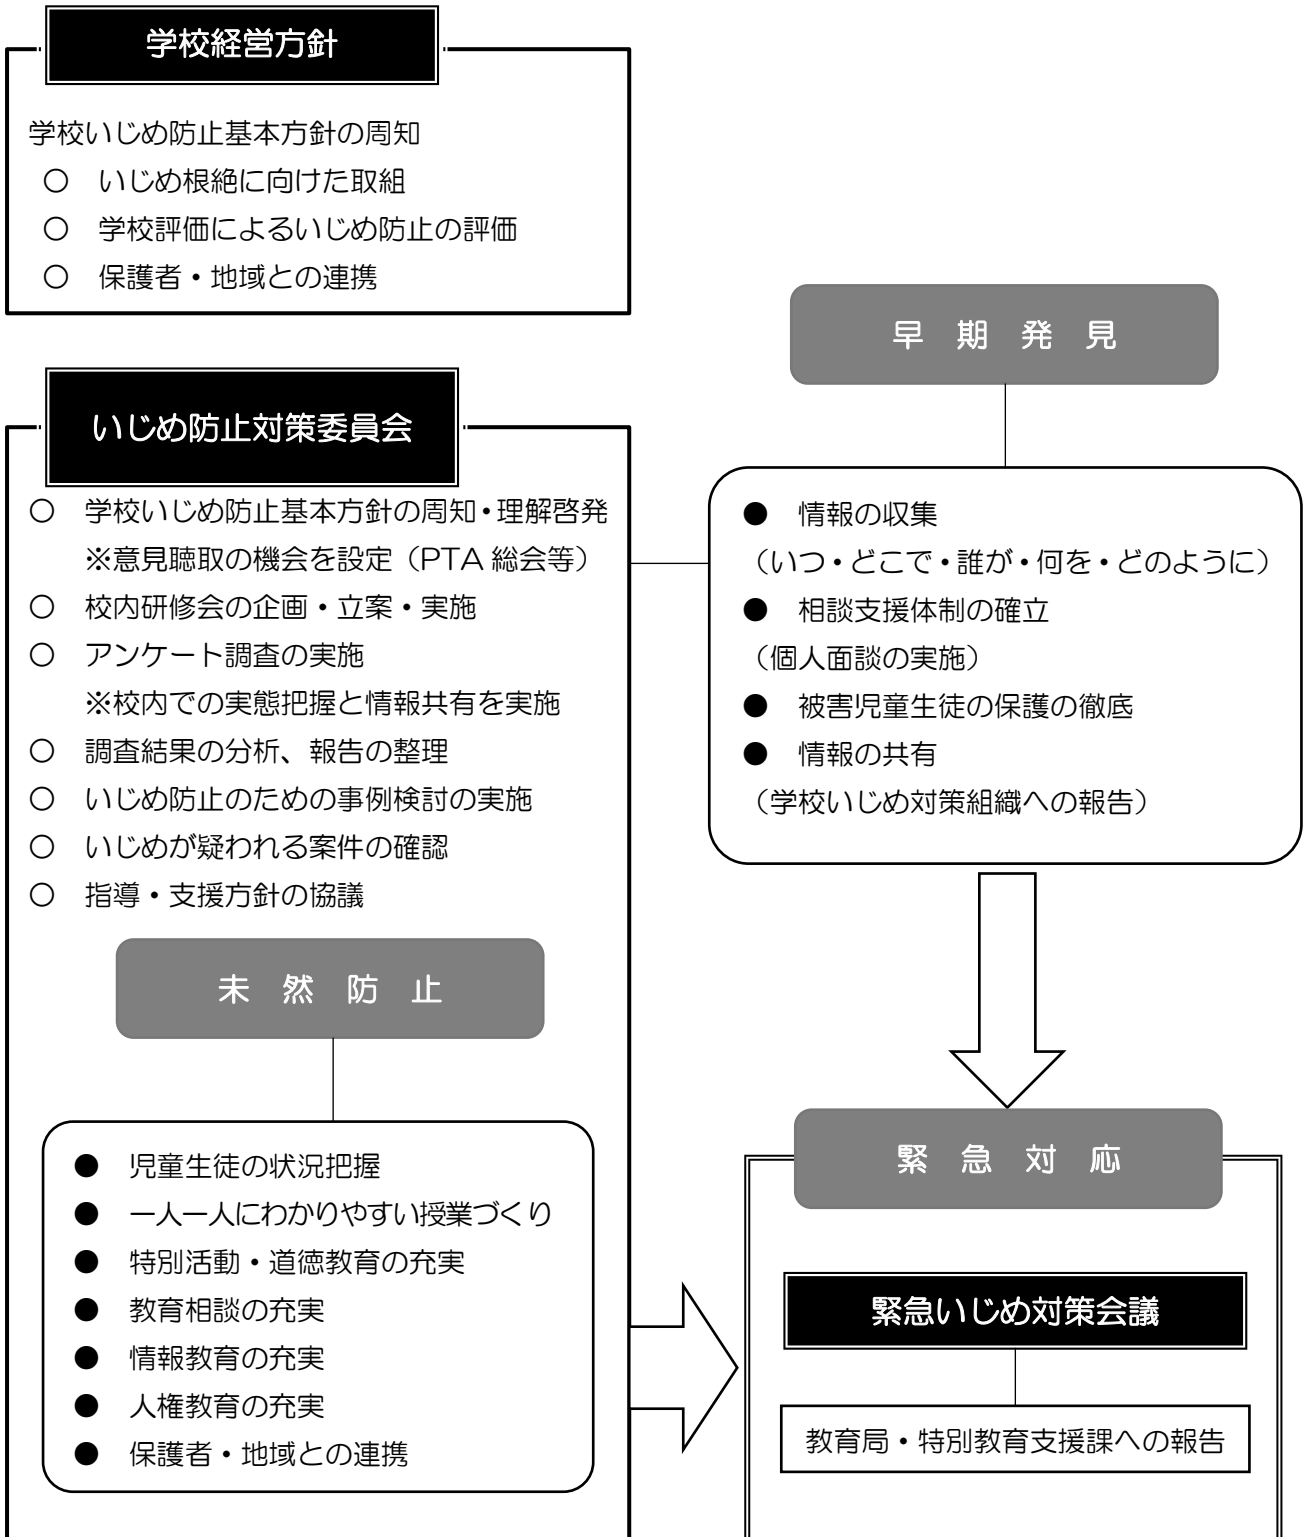 学校経営方針
学校いじめ防止基本方針の周知
○ いじめ根絶に向けた取組
○ 学校評価によるいじめ防止の評価
○ 保護者・地域との連携
いじめ防止対策委員会
○ 学校いじめ防止基本方針の周知・理解啓発
※意見聴取の機会を設定（PTA 総会等）
○ 校内研修会の企画・立案・実施
○ アンケート調査の実施
※校内での実態把握と情報共有を実施
○ 調査結果の分析、報告の整理
○ いじめ防止のための事例検討の実施
○ いじめが疑われる案件の確認
○ 指導・支援方針の協議
未 然 防 止
● 児童生徒の状況把握
● 一人一人にわかりやすい授業づくり
● 特別活動・道徳教育の充実
● 教育相談の充実
● 情報教育の充実
● 人権教育の充実
● 保護者・地域との連携
早 期 発 見
● 情報の収集
（いつ・どこで・誰が・何を・どのように）
● 相談支援体制の確立
（個人面談の実施）
● 被害児童生徒の保護の徹底
● 情報の共有
（学校いじめ対策組織への報告）
緊 急 対 応
緊急いじめ対策会議
教育局・特別教育支援課への報告